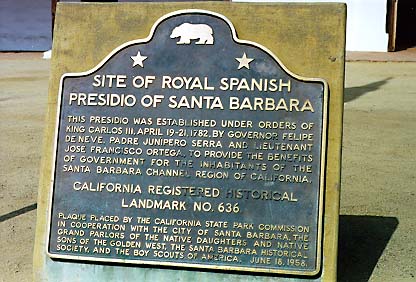 SITE OF ROYAL SPANISH
PRESIDIO OF SANTA BARBARA
THIS PRESIDIO WAS ESTABLISHED UNDER ORDERS OF
KING CARLOS III, APRIL 19-21, 1782, BY GOVERNOR FELIPE
DE NEVE, PADRE JUNIPERO SERRA AND LIEUTENANT
JOSE FRANCISCO ORTEGA, TO PROVIDE THE BENEFITS
OF GOVERNMENT FOR THE INHABITANTS OF THE
SANTA BARBARA CHANNEL REGION OF CALIFORNIA.
CALIFORNIA REGISTERED HISTORICAL
LANDMARK NO. 636
PLAQUE PLACED BY THE CALIFORNIA STATE PARK COMMISSION
IN COOPERATION WITH THE CITY OF SANTA BARBARA, THE
GRAND PARLORS OF THE NATIVE DAUGHTERS AND NATIVE
SONS OF THE GOLDEN WEST, THE SANTA BARBARA HISTORICAL
SOCIETY, AND THE BOY SCOUTS OF AMERICA. JUNE 18, 1958.